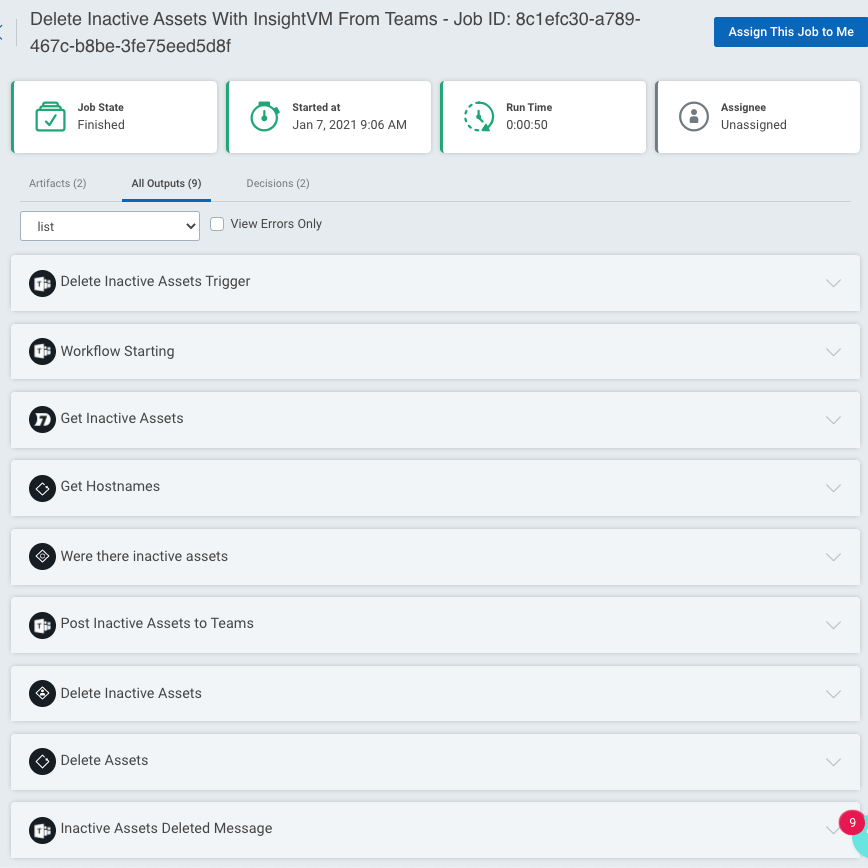 Delete Inactive Assets With InsightVM From Teams - Job ID: 8c1efc30-a789-
467c-b8be-3fe75eed5d8f
Assign This Job to Me
Job State
Finished
Started at
Jan 7, 2021 9:06 AM
Run Time
0:00:50
Assignee
Unassigned
Artifacts (2)
All Outputs (9)
Decisions (2)
list
View Errors Only
Delete Inactive Assets Trigger
Workflow Starting
Get Inactive Assets
Get Hostnames
Were there inactive assets
Post Inactive Assets to Teams
Delete Inactive Assets
Delete Assets
Inactive Assets Deleted Message
9